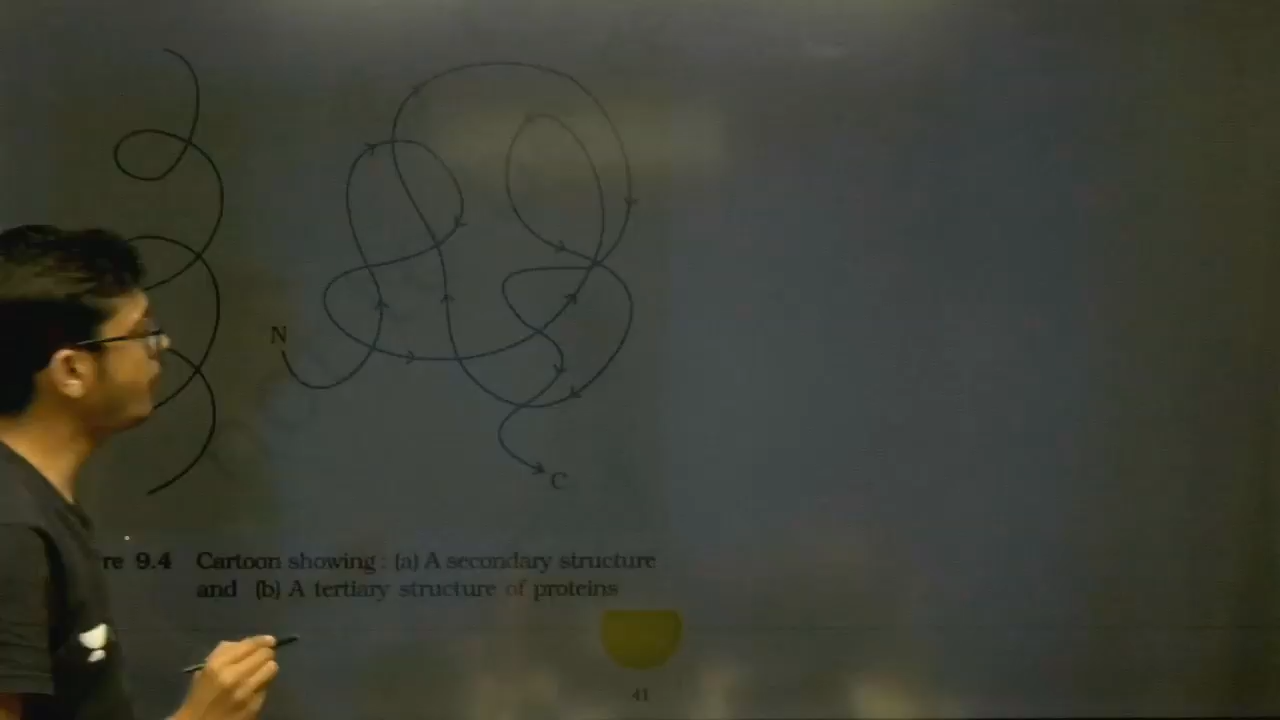 N
C
re 9.4 Cartoon showing : (a) A secondary structure
and (b) A tertiary structure of proteins
41